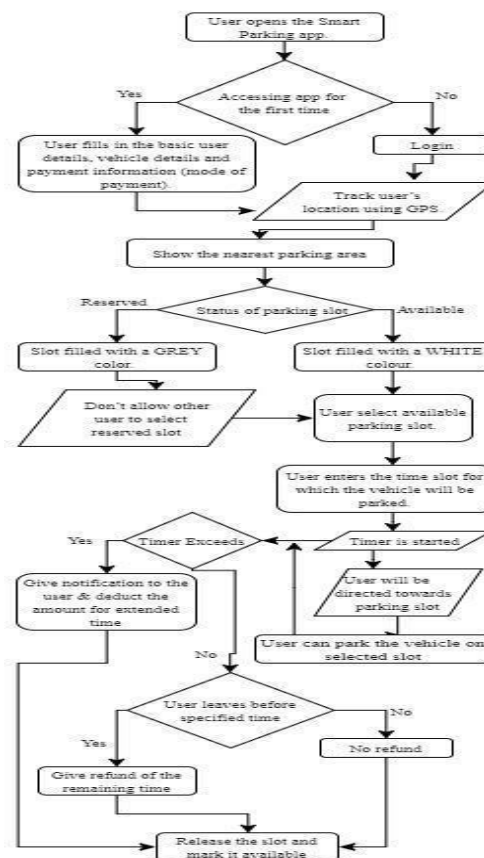 User opens the Smart
Parking app.
Accessing app for
the first time
Yes
No
User fills in the basic user
details, vehicle details and
payment information (mode of
payment).
Login
Track user's
location using GPS.
Show the nearest parking area
Status of parking slot
Reserved
Available
Slot filled with a GREY
color.
Slot filled with a WHITE
colour.
Don't allow other
user to select
reserved slot
User select available
parking slot.
User enters the time slot for
which the vehicle will be
parked.
Timer is started
Timer Exceeds
Yes
User will be
directed towards
parking slot
Give notification to the
user & deduct the
amount for extended
time
User can park the vehicle on
selected slot
No
User leaves before
specified time
Yes
No
Give refund of the
remaining time
No refund
Release the slot and
mark it available